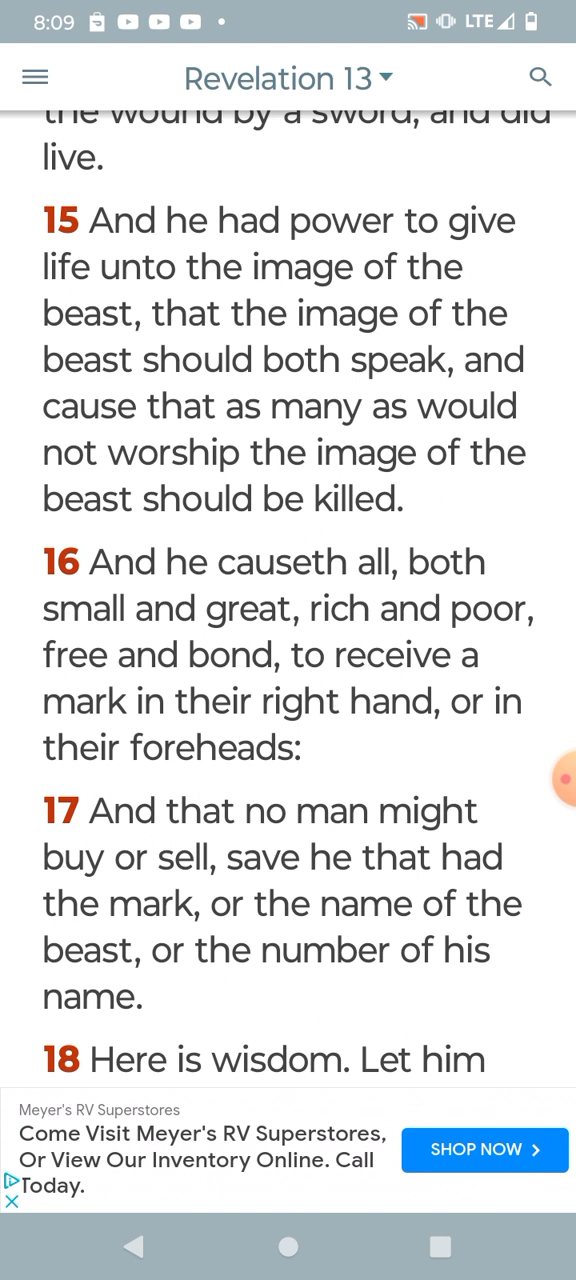 8:09
LTE
Revelation 13
the wound by a sword, and did
live.
15 And he had power to give
life unto the image of the
beast, that the image of the
beast should both speak, and
cause that as many as would
not worship the image of the
beast should be killed.
16 And he causeth all, both
small and great, rich and poor,
free and bond, to receive a
mark in their right hand, or in
their foreheads:
17 And that no man might
buy or sell, save he that had
the mark, or the name of the
beast, or the number of his
name.
18 Here is wisdom. Let him
Meyer's RV Superstores
Come Visit Meyer's RV Superstores,
Or View Our Inventory Online. Call
Today.
SHOP NOW